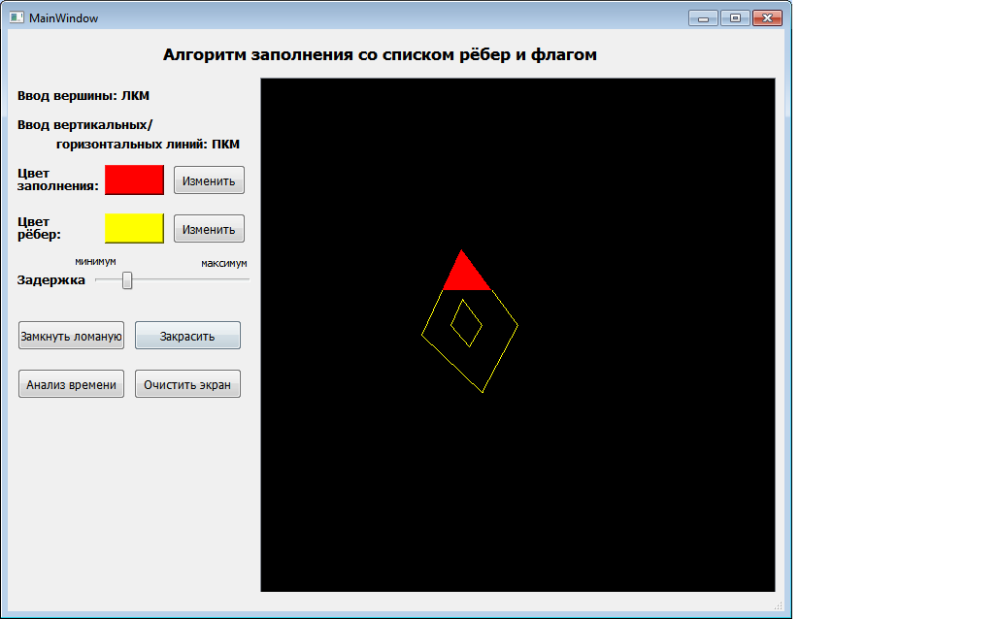 MainWindow
Алгоритм заполнения со списком рёбер и флагом
Ввод вершины: ЛКМ
Ввод вертикальных/
горизонтальных линий: ПКМ
Цвет
заполнения:
Изменить
Цвет
рёбер:
Изменить
минимум
максимум
Задержка
Замкнуть ломаную
Закрасить
Анализ времени
Очистить экран